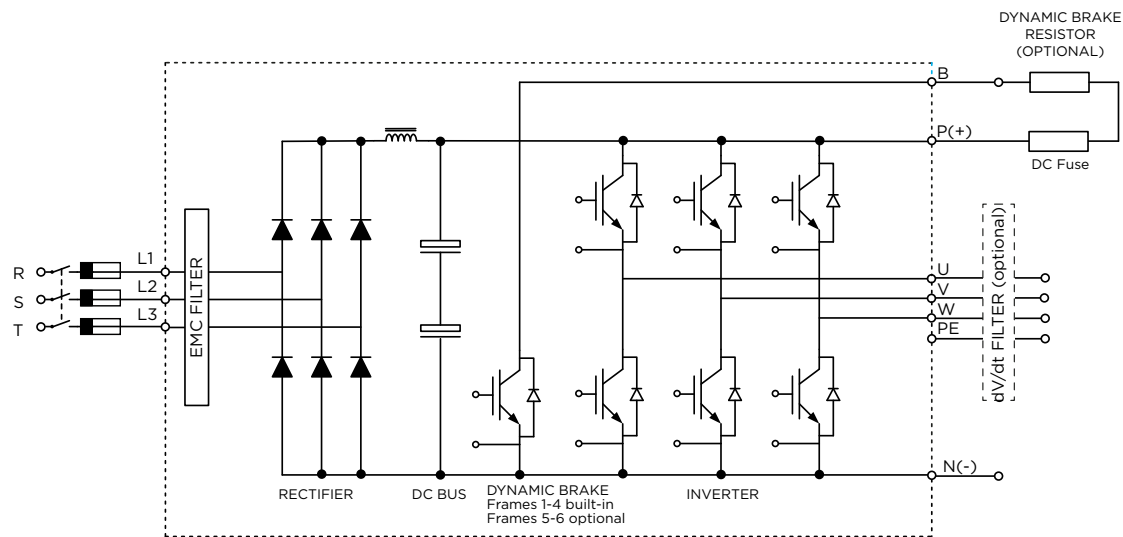 DYNAMIC BRAKE
RESISTOR
(OPTIONAL)
B
P(+)
DC Fuse
R
S
T
L1
L2
L3
EMC FILTER
U
V
W
PE
dV/dt FILTER (optional)
N(-)
RECTIFIER
DC BUS
DYNAMIC BRAKE
Frames 1-4 built-in
Frames 5-6 optional
INVERTER